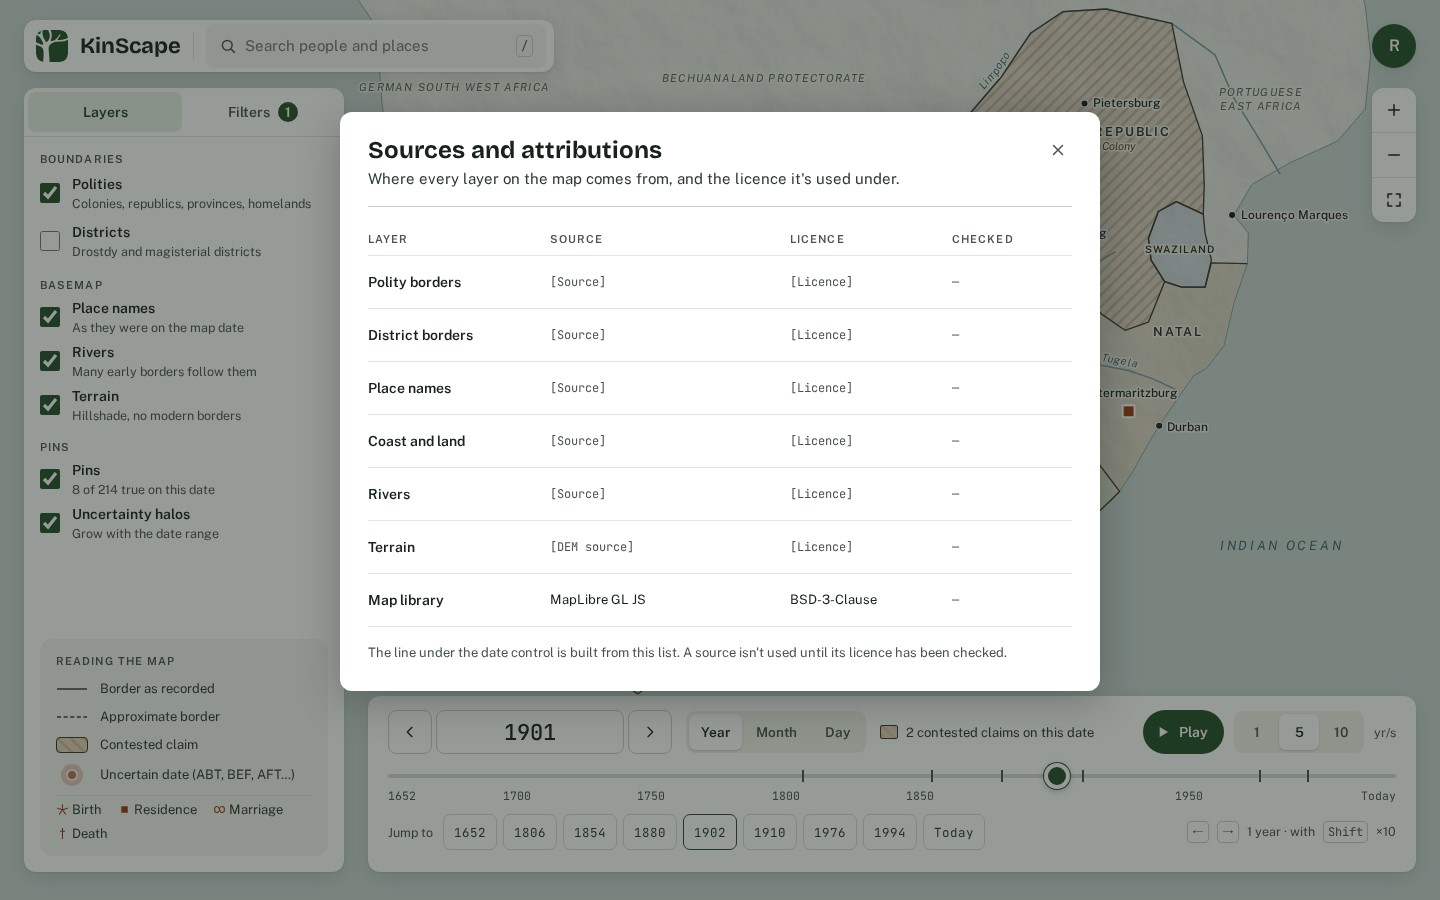 KinScape
Search people and places
/
R
GERMAN SOUTH WEST AFRICA
BECHUANALAND PROTECTORATE
Limpopo
PORTUGUESE
EAST AFRICA
Pietersburg
REPUBLIC
Colony
Lourenço Marques
g
SWAZILAND
NATAL
Tugela
termaritzburg
Durban
INDIAN OCEAN
Layers
Filters 1
BOUNDARIES
Polities
Colonies, republics, provinces, homelands
Districts
Drostdy and magisterial districts
BASEMAP
Place names
As they were on the map date
Rivers
Many early borders follow them
Terrain
Hillshade, no modern borders
PINS
Pins
8 of 214 true on this date
Uncertainty halos
Grow with the date range
READING THE MAP
Border as recorded
Approximate border
Contested claim
Uncertain date (ABT, BEF, AFT…)
Birth Residence Marriage
Death
Sources and attributions
Where every layer on the map comes from, and the licence it's used under.
LAYER SOURCE LICENCE CHECKED
Polity borders [Source] [Licence] –
District borders [Source] [Licence] –
Place names [Source] [Licence] –
Coast and land [Source] [Licence] –
Rivers [Source] [Licence] –
Terrain [DEM source] [Licence] –
Map library MapLibre GL JS BSD-3-Clause –
The line under the date control is built from this list. A source isn't used until its licence has been checked.
1901 Year Month Day 2 contested claims on this date Play 1 5 10 yr/s
1652 1700 1750 1800 1850 1950 Today
Jump to 1652 1806 1854 1880 1902 1910 1976 1994 Today ← → 1 year · with Shift ×10